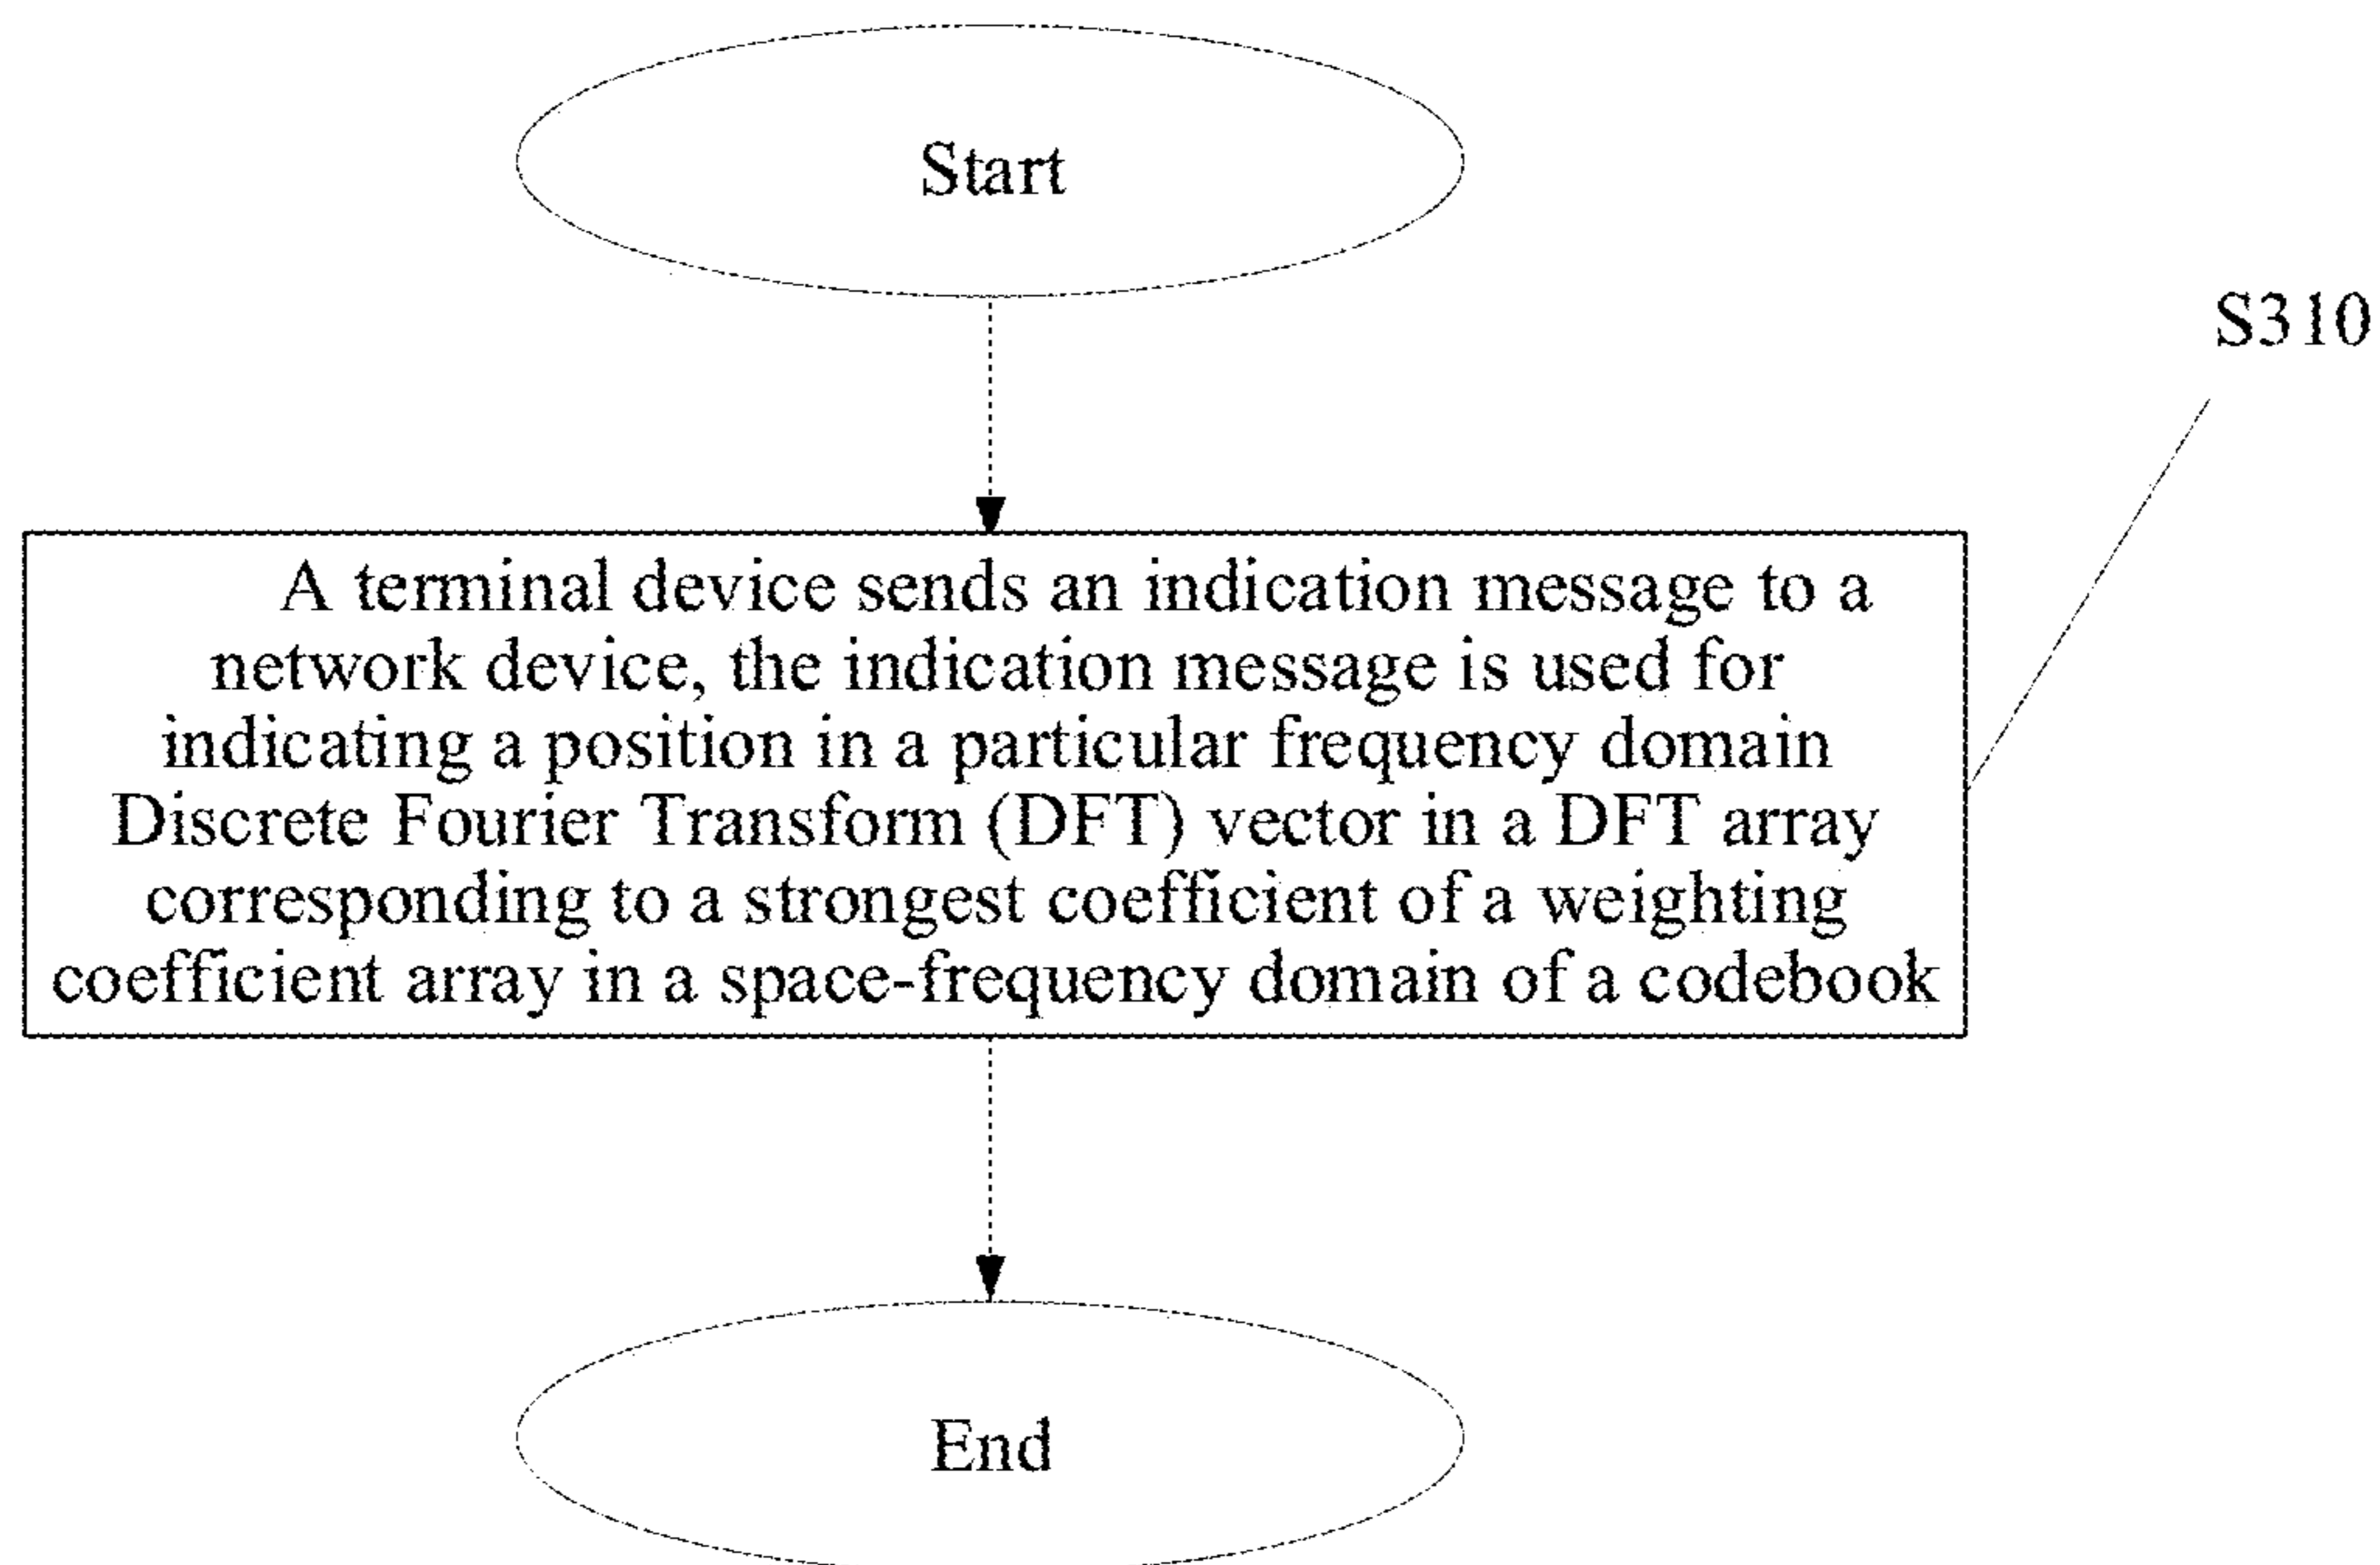 Start
S310
A terminal device sends an indication message to a
network device, the indication message is used for
indicating a position in a particular frequency domain
Discrete Fourier Transform (DFT) vector in a DFT array
corresponding to a strongest coefficient of a weighting
coefficient array in a space-frequency domain of a codebook
End